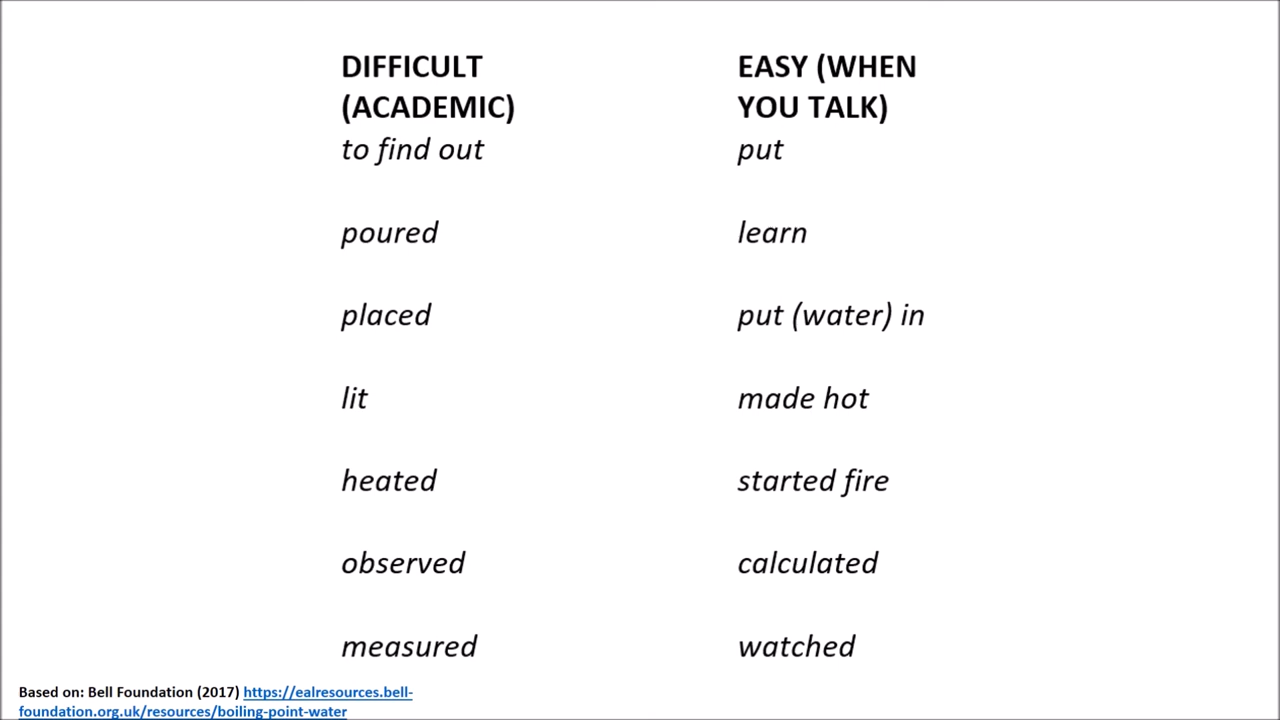 DIFFICULT
(ACADEMIC)
EASY (WHEN
YOU TALK)
to find out
put
poured
learn
placed
put (water) in
lit
made hot
heated
started fire
observed
calculated
measured
watched
Based on: Bell Foundation (2017) https://ealresources.bell-
foundation.org.uk/resources/boiling-point-water